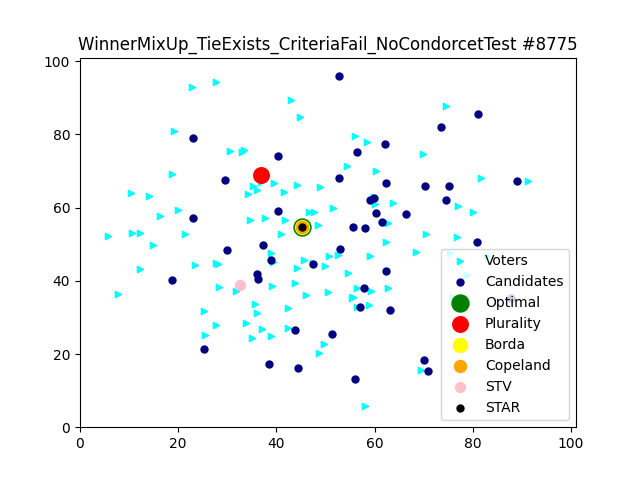 WinnerMixUp_TieExists_CriteriaFail_NoCondorcetTest #8775
100
80
60
40
20
0
0 20 40 60 80 100
Voters
Candidates
Optimal
Plurality
Borda
Copeland
STV
STAR